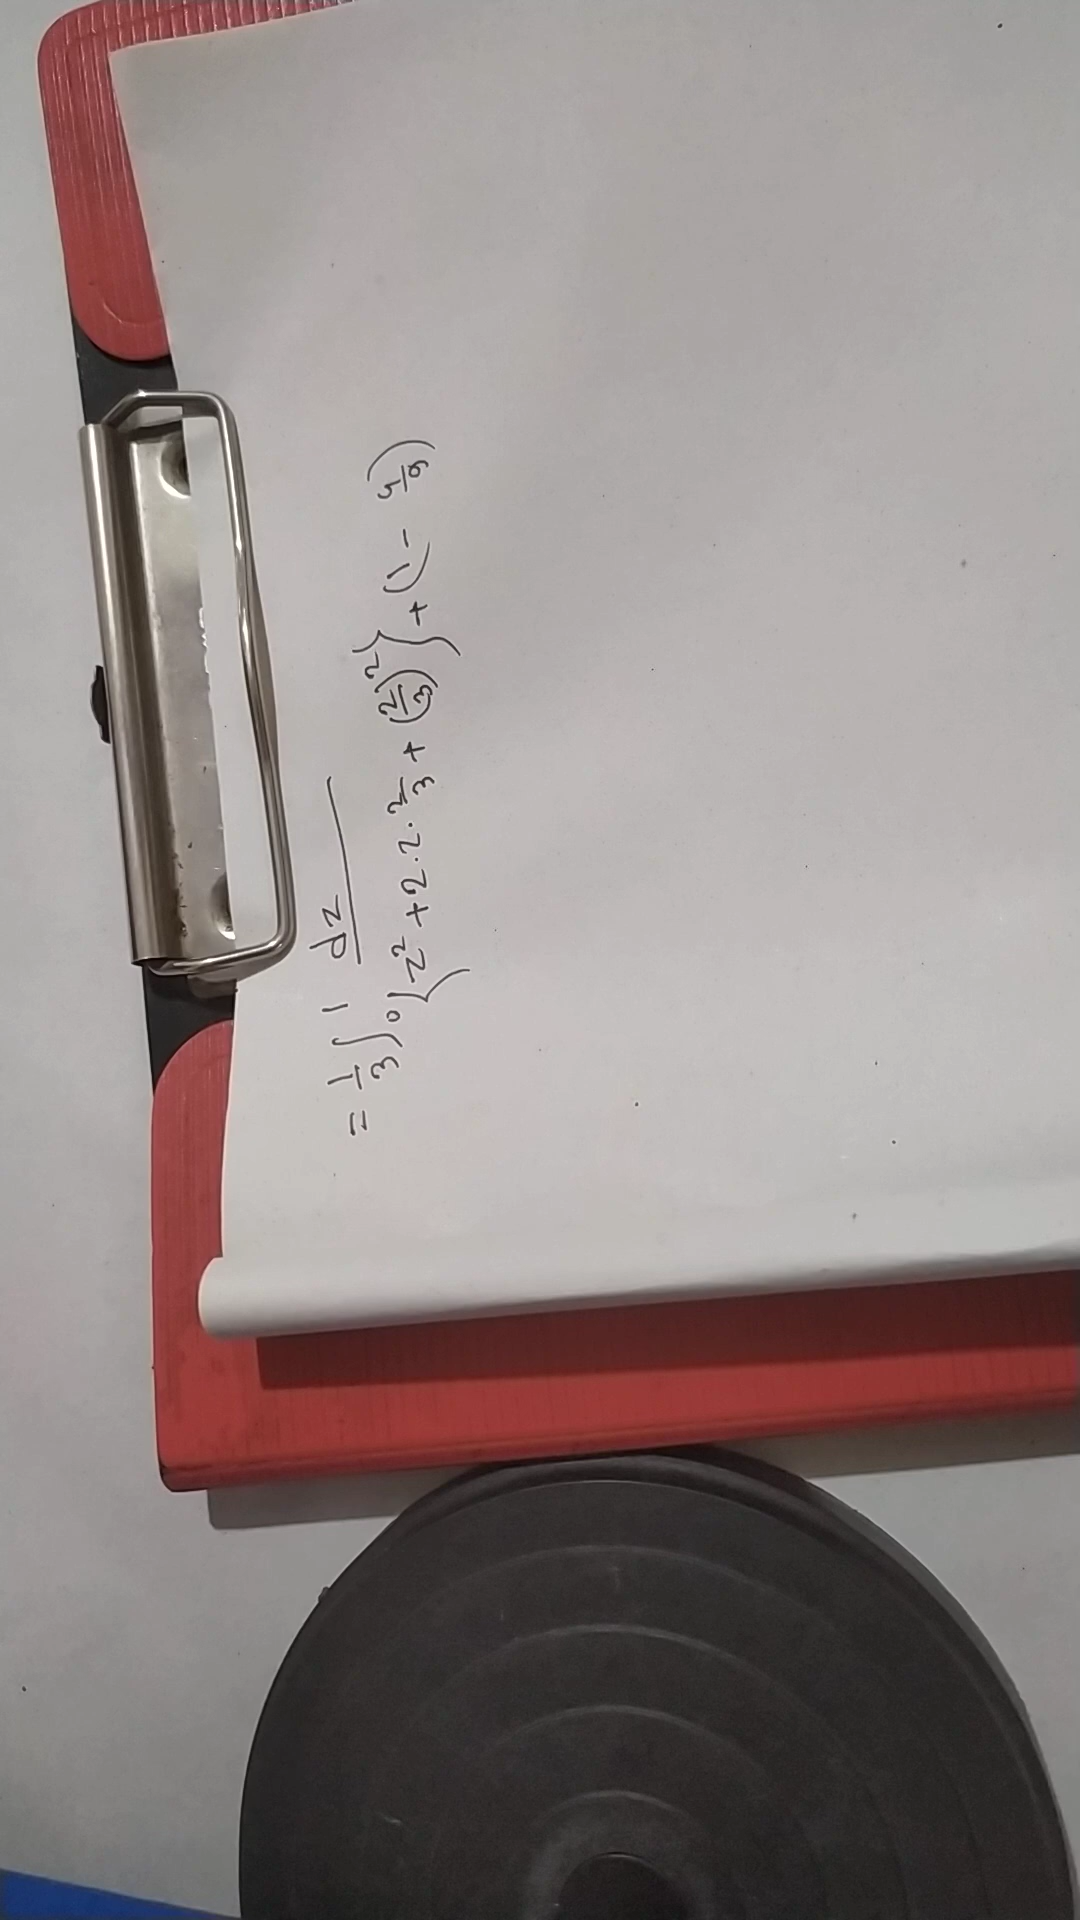 = 1/3 ∫₀¹ dz / {z² + 2·z·2/3 + (2/3)²} + (1 - 4/9)